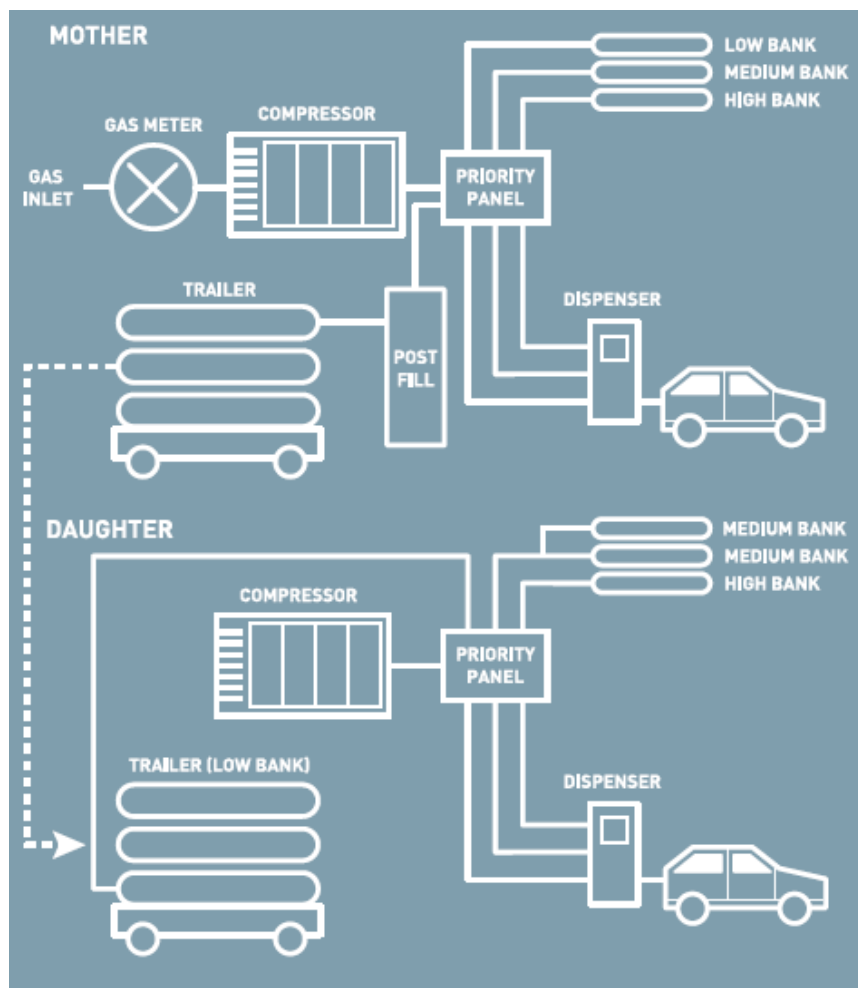 MOTHER
LOW BANK
MEDIUM BANK
HIGH BANK
COMPRESSOR
GAS METER
GAS
INLET
PRIORITY
PANEL
TRAILER
DISPENSER
POST
FILL
DAUGHTER
MEDIUM BANK
MEDIUM BANK
HIGH BANK
COMPRESSOR
PRIORITY
PANEL
TRAILER (LOW BANK)
DISPENSER